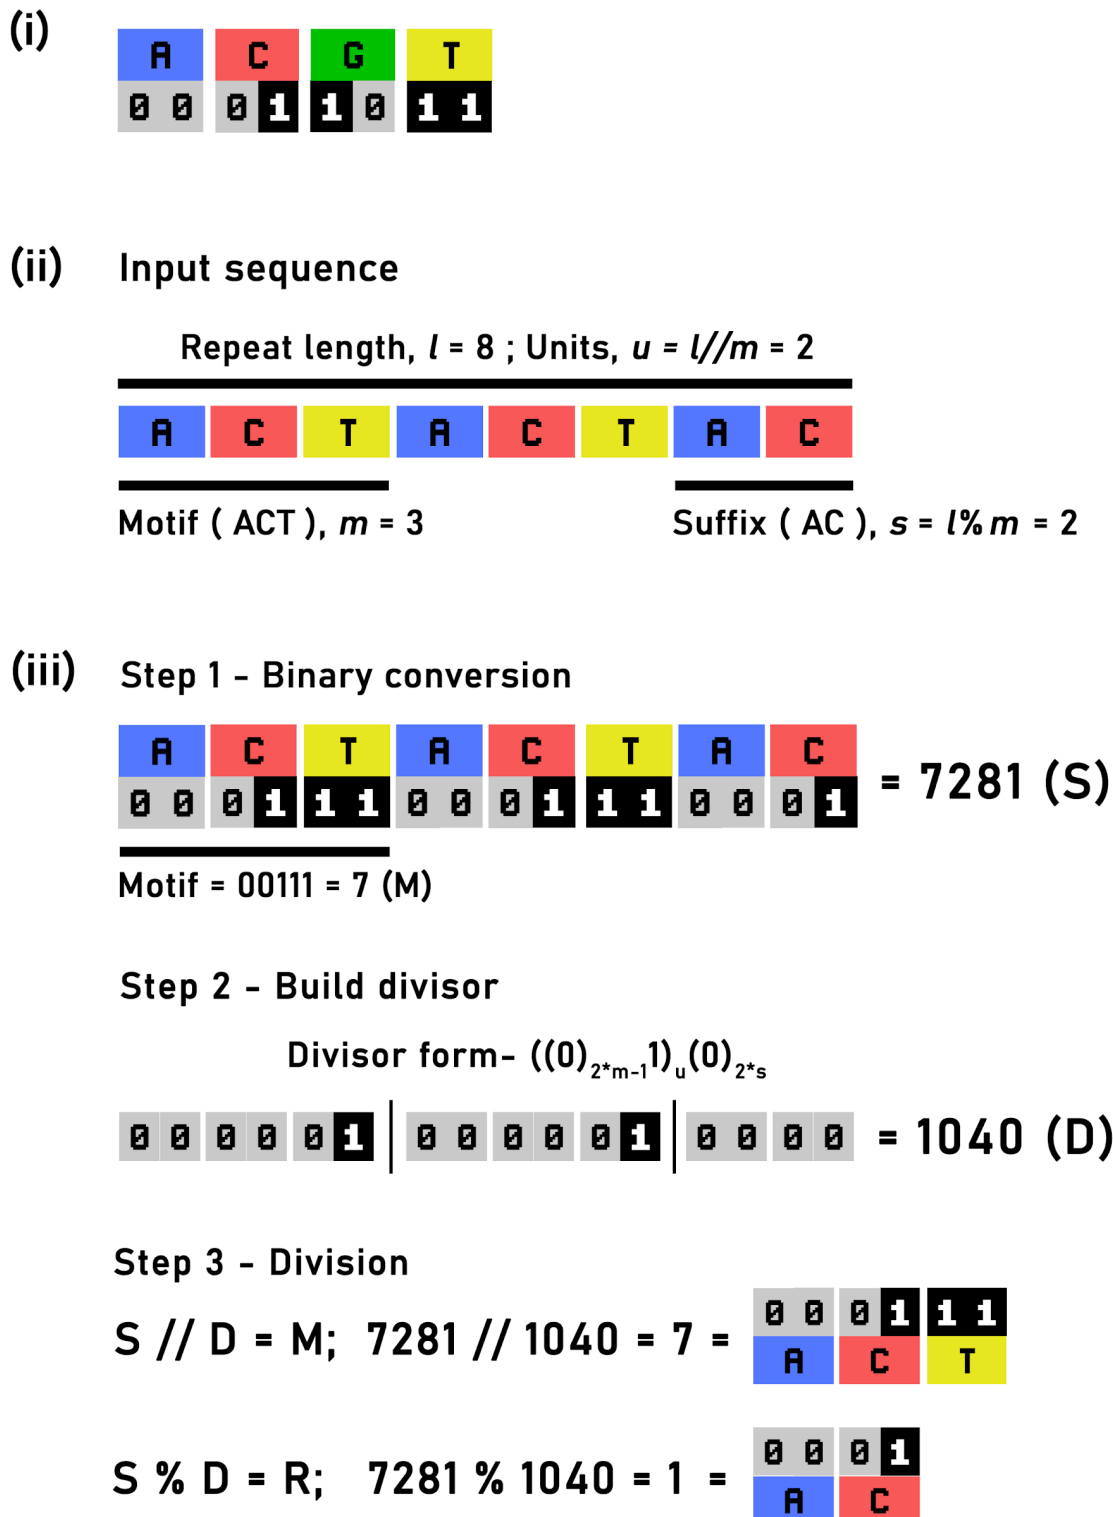 (i)
A C G T
0 0 0 1 1 0 1 1
(ii) Input sequence
Repeat length, l = 8 ; Units, u = l//m = 2
A C T A C T A C
Motif ( ACT ), m = 3 Suffix ( AC ), s = l% m = 2
(iii) Step 1 - Binary conversion
A C T A C T A C
0 0 0 1 1 1 0 0 0 1 1 1 0 0 0 1 = 7281 (S)
Motif = 00111 = 7 (M)
Step 2 - Build divisor
Divisor form- ((0)2*m-11)u(0)2*s
0 0 0 0 0 1 | 0 0 0 0 0 1 | 0 0 0 0 = 1040 (D)
Step 3 - Division
0 0 0 1 1 1
S // D = M; 7281 // 1040 = 7 =
A C T
0 0 0 1
S % D = R; 7281 % 1040 = 1 =
A C